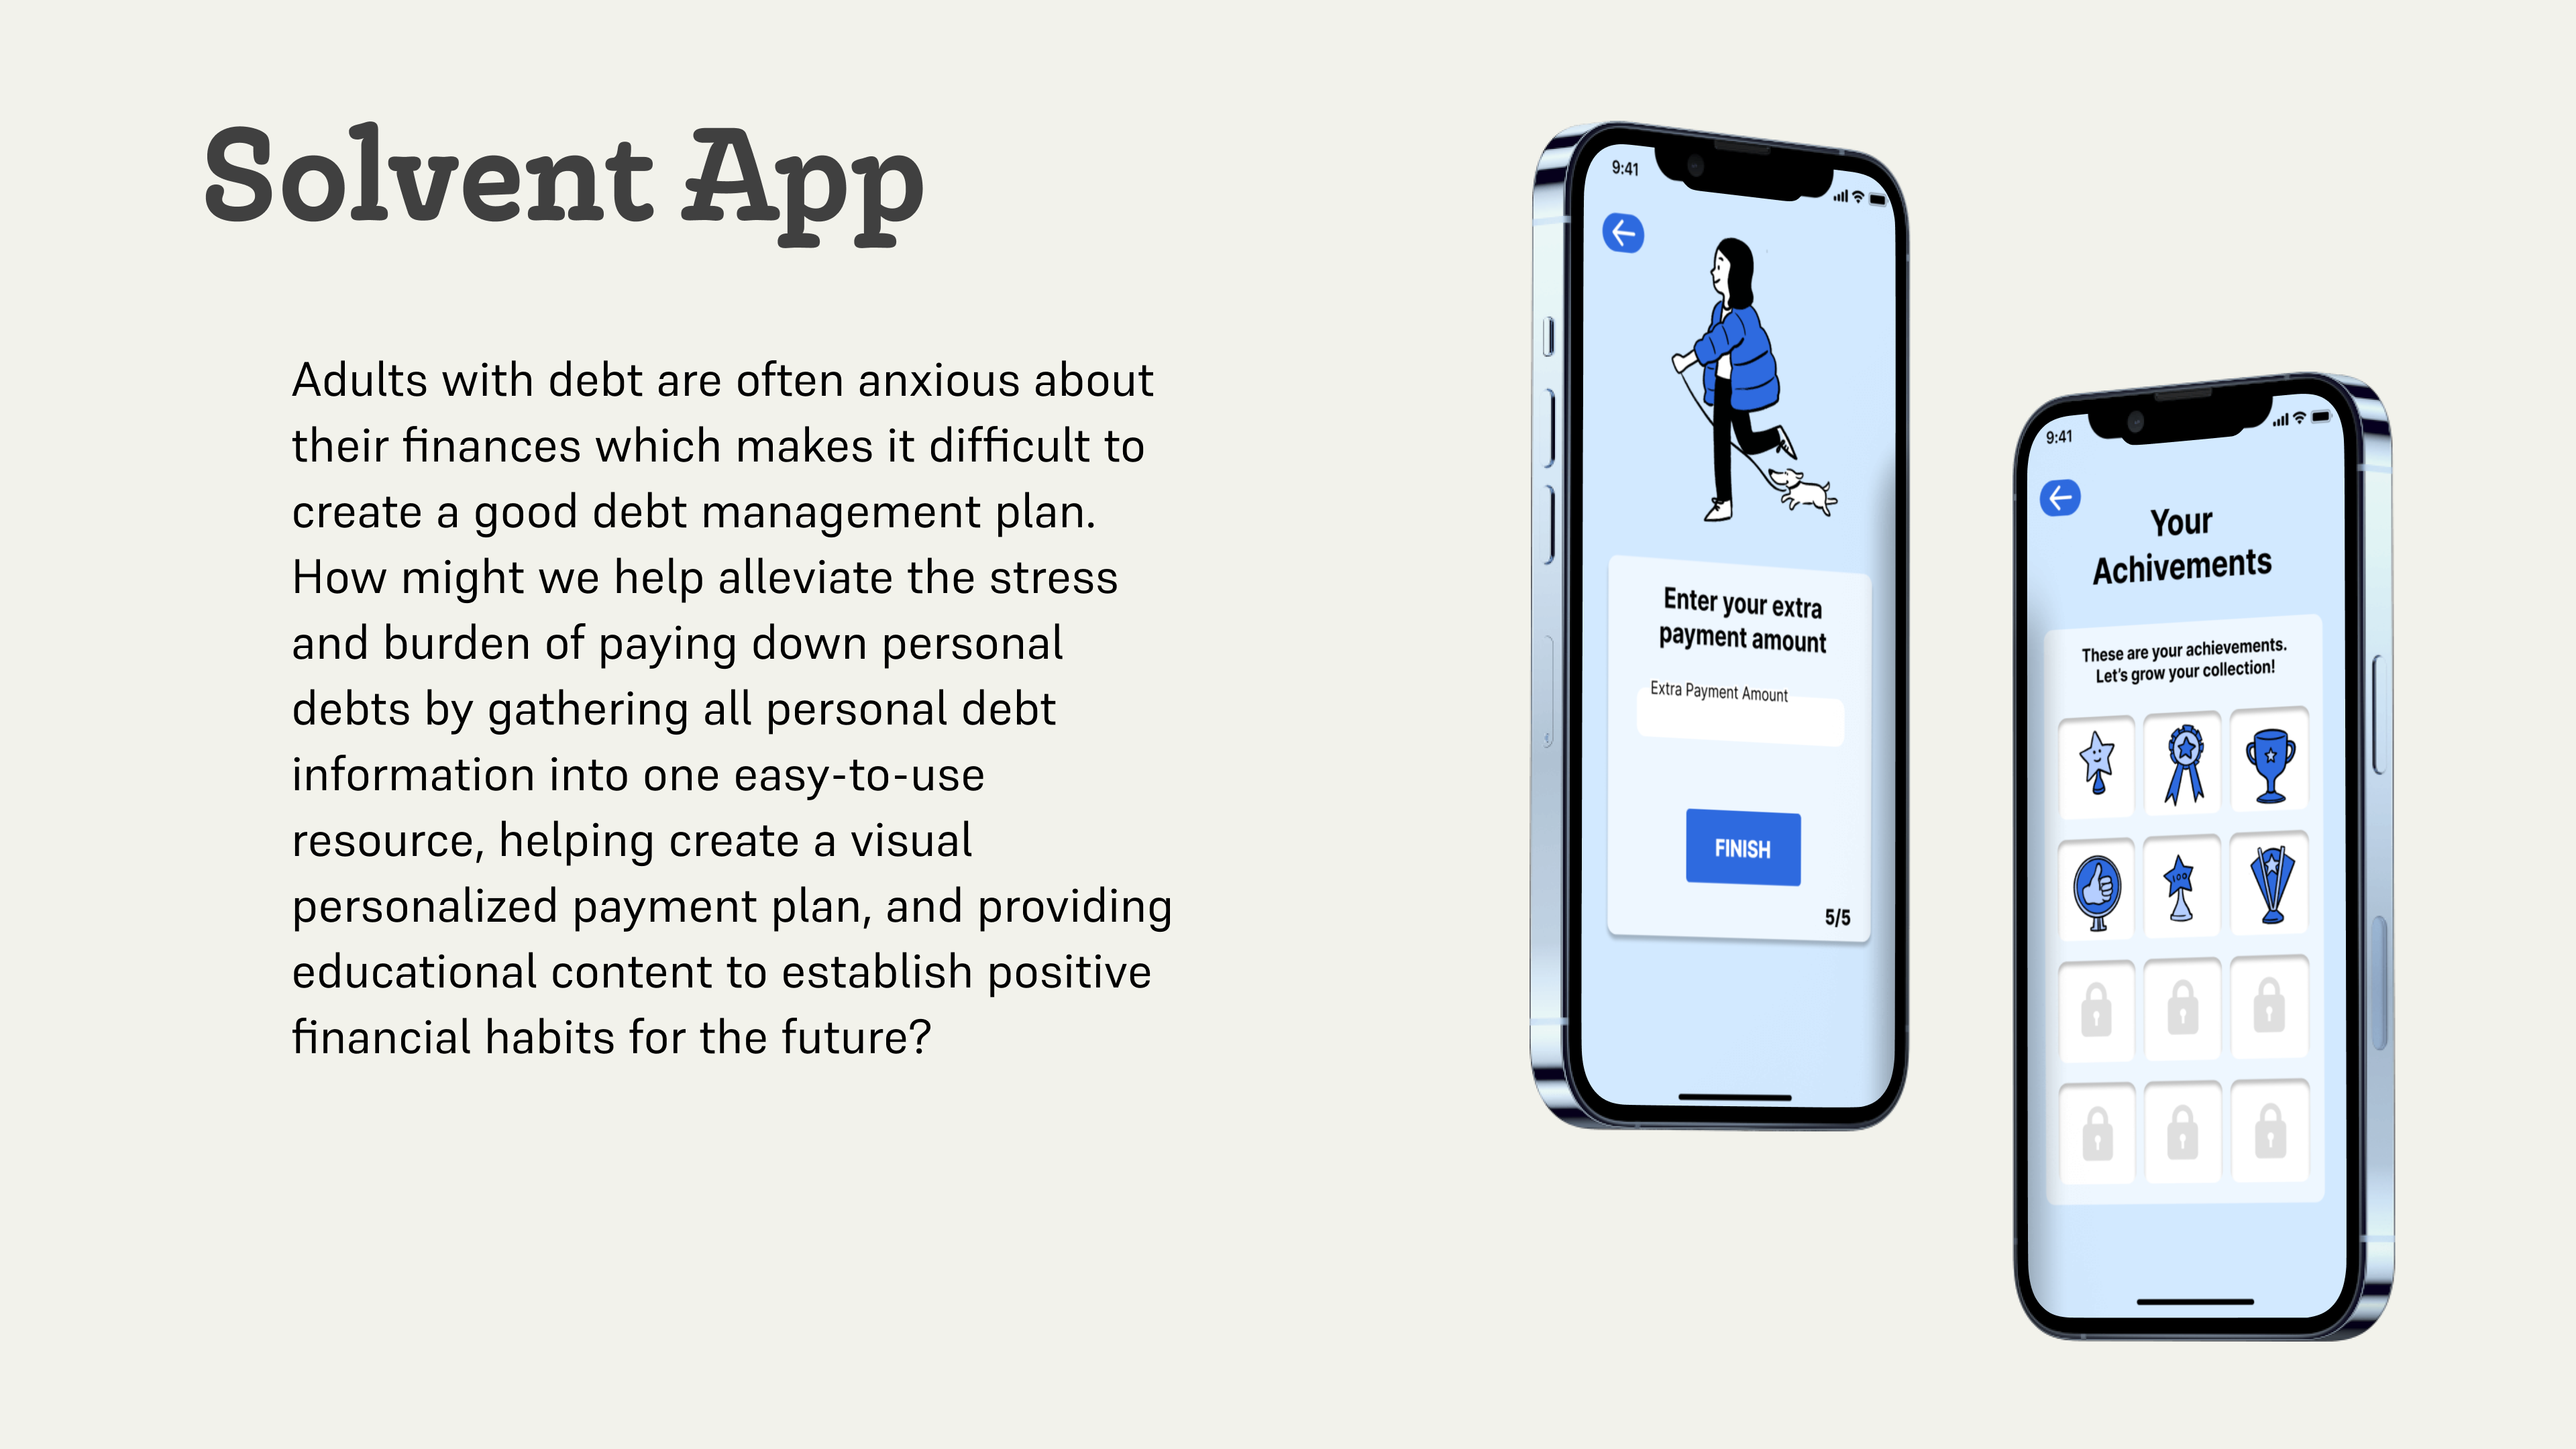 Solvent App
Adults with debt are often anxious about
their finances which makes it difficult to
create a good debt management plan.
How might we help alleviate the stress
and burden of paying down personal
debts by gathering all personal debt
information into one easy-to-use
resource, helping create a visual
personalized payment plan, and providing
educational content to establish positive
financial habits for the future?
9:41
Enter your extra
payment amount
Extra Payment Amount
FINISH
5/5
9:41
Your
Achivements
These are your achievements.
Let's grow your collection!
100